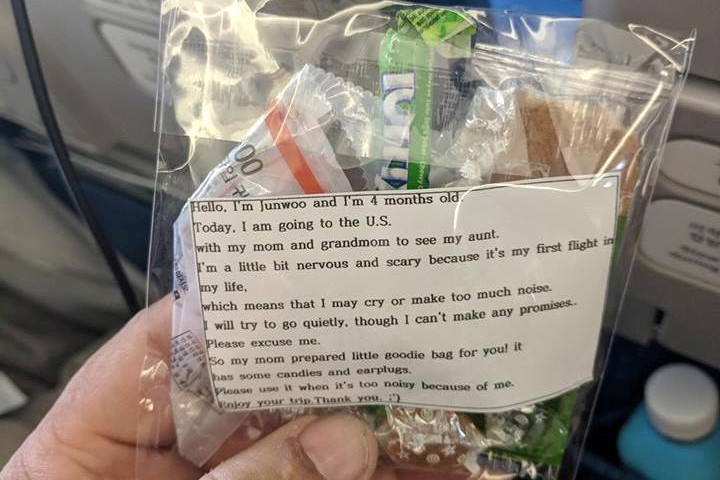 Hello, I'm Junwoo and I'm 4 months old.
Today, I am going to the U.S.
with my mom and grandmom to see my aunt.
I'm a little bit nervous and scary because it's my first flight in
my life,
which means that I may cry or make too much noise.
I will try to go quietly, though I can't make any promises..
Please excuse me.
So my mom prepared little goodie bag for you! it
has some candies and earplugs.
Please use it when it's too noisy because of me.
Enjoy your trip.Thank you. :')